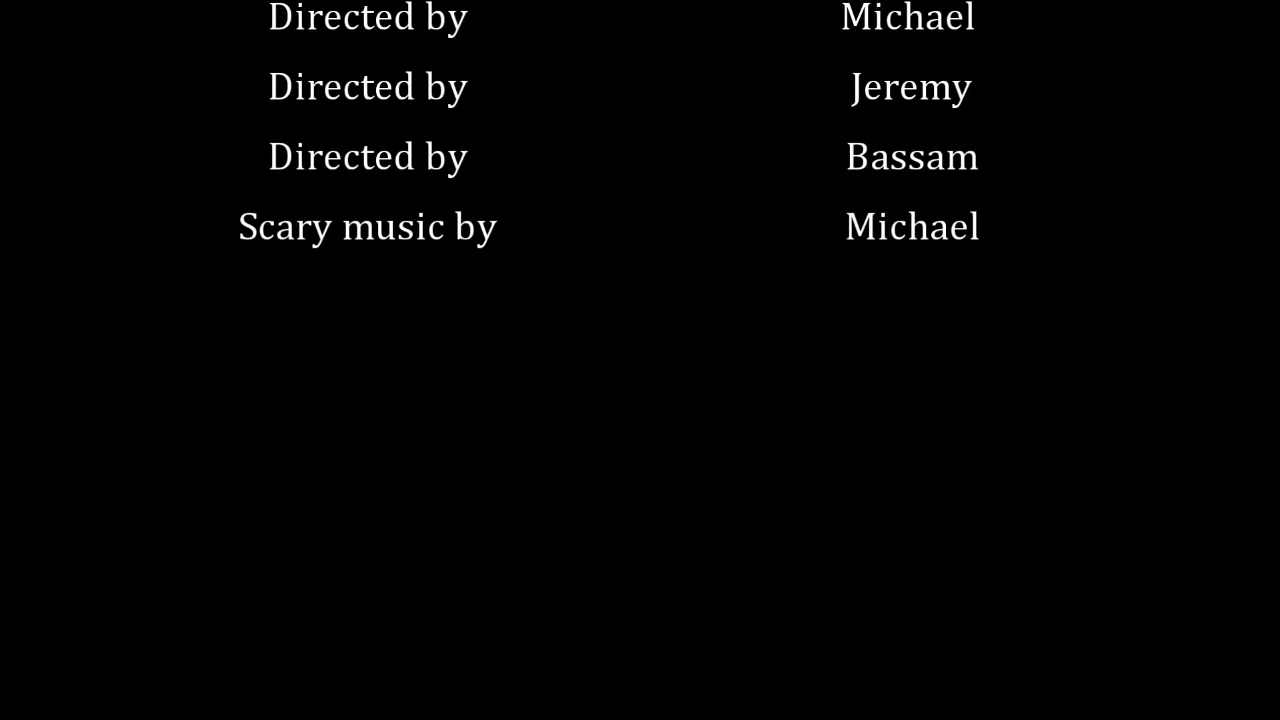 Directed by Michael
Directed by Jeremy
Directed by Bassam
Scary music by Michael